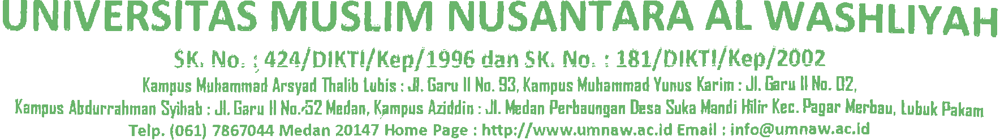 UNIVERSITAS MUSLIM NUSANTARA AL WASHLIYAH
SK. No. : 424/DIKTI/Kep/1996 dan SK. No. : 181/DIKTI/Kep/2002
Kampus Muhammad Arsyad Thalib Lubis : Jl. Garu II No. 93, Kampus Muhammad Yunus Karim : Jl. Garu II No. 02,
Kampus Abdurrahman Syihab : Jl. Garu II No. 52 Medan, Kampus Aziddin : Jl. Medan Perbaungan Desa Suka Mandi Hilir Kec. Pagar Merbau, Lubuk Pakam
Telp. (061) 7867044 Medan 20147 Home Page : http://www.umnaw.ac.id Email : info@umnaw.ac.id